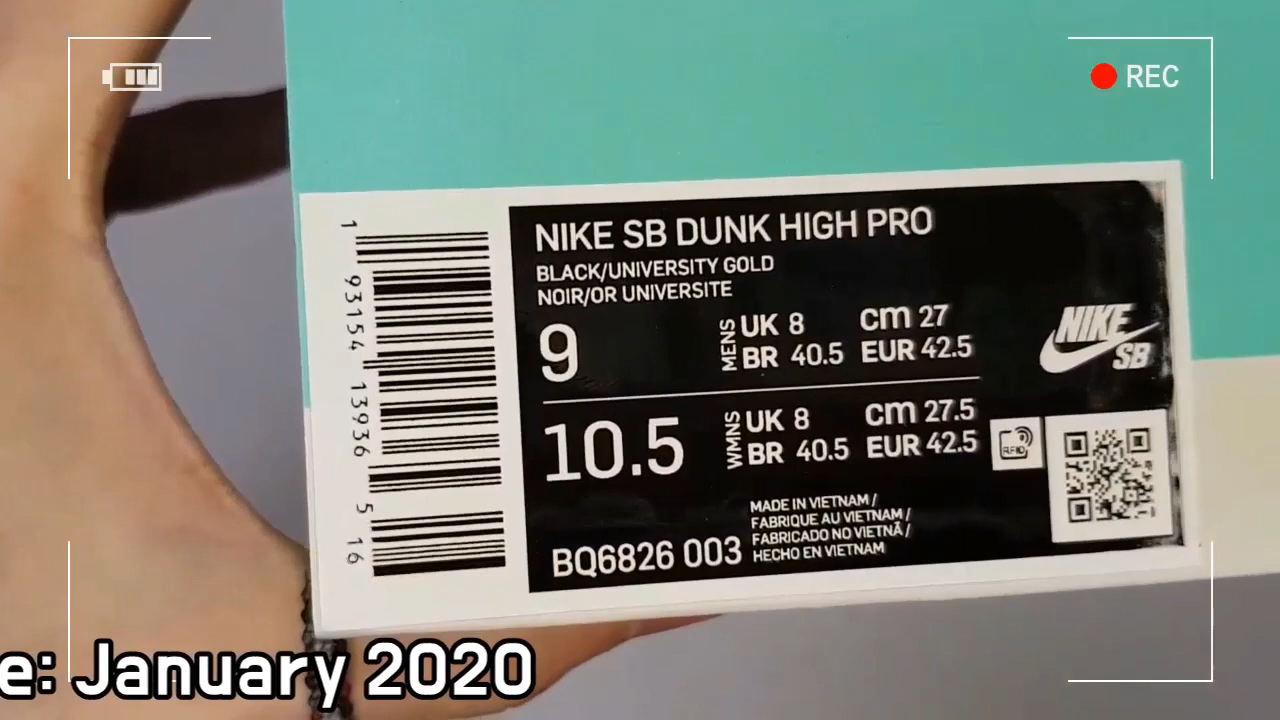 REC
NIKE SB DUNK HIGH PRO
BLACK/UNIVERSITY GOLD
NOIR/OR UNIVERSITE
9
MENS
UK 8 cm 27
BR 40.5 EUR 42.5
NIKE
SB
10.5
WMNS
UK 8 cm 27.5
BR 40.5 EUR 42.5
RFID
BQ6826 003
MADE IN VIETNAM /
FABRIQUE AU VIETNAM /
FABRICADO NO VIETNÃ /
HECHO EN VIETNAM
1 93154 13936 5 16
e: January 2020